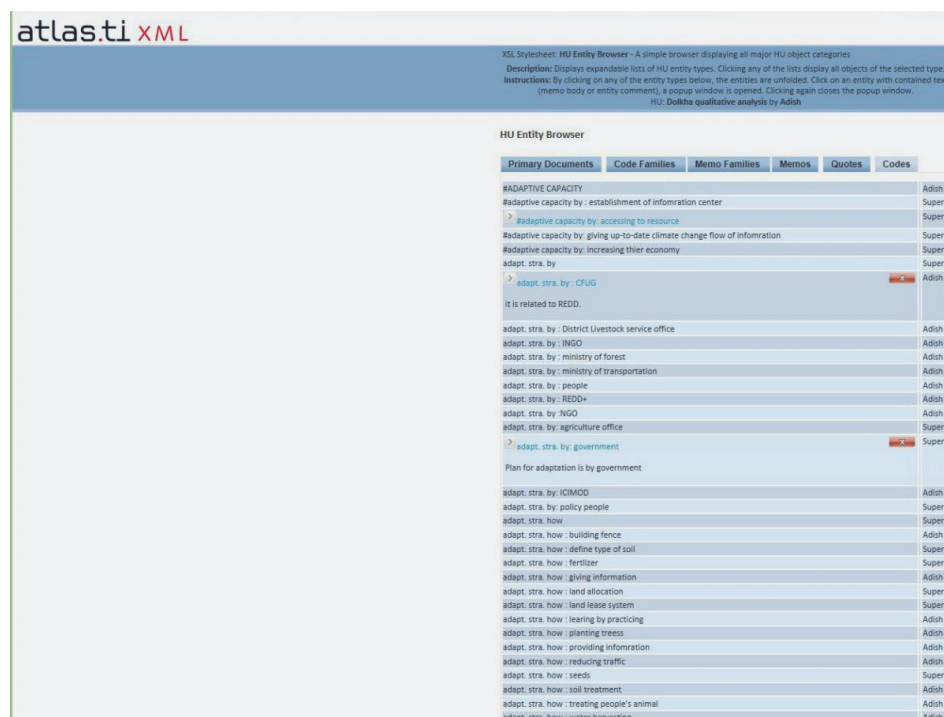 atlas.ti XML
XSL Stylesheet: HU Entity Browser - A simple browser displaying all major HU object categories
Description: Displays expandable lists of HU entity types. Clicking any of the lists display all objects of the selected type.
Instructions: By clicking on any of the entity types below, the entities are unfolded. Click on an entity with contained tex
(memo body or entity comment), a popup window is opened. Clicking again closes the popup window.
HU: Dolkha qualitative analysis by Adish
HU Entity Browser
Primary Documents Code Families Memo Families Memos Quotes Codes
#ADAPTIVE CAPACITY Adish
#adaptive capacity by : establishment of infomration center Super
> #adaptive capacity by: accessing to resource Super
#adaptive capacity by: giving up-to-date climate change flow of infomration Super
#adaptive capacity by: increasing thier economy Super
adapt. stra. by Super
> adapt. stra. by : CFUG x Adish
it is related to REDD.
adapt. stra. by : District Livestock service office Adish
adapt. stra. by : INGO Adish
adapt. stra. by : ministry of forest Adish
adapt. stra. by : ministry of transportation Adish
adapt. stra. by : people Adish
adapt. stra. by : REDD+ Adish
adapt. stra. by :NGO Adish
adapt. stra. by: agriculture office Super
> adapt. stra. by: government x Super
Plan for adaptation is by government
adapt. stra. by: ICIMOD Adish
adapt. stra. by: policy people Super
adapt. stra. how Super
adapt. stra. how : building fence Adish
adapt. stra. how : define type of soil Super
adapt. stra. how : fertlizer Super
adapt. stra. how : giving information Adish
adapt. stra. how : land allocation Super
adapt. stra. how : land lease system Super
adapt. stra. how : learing by practicing Adish
adapt. stra. how : planting treess Adish
adapt. stra. how : providing infomration Adish
adapt. stra. how : reducing traffic Adish
adapt. stra. how : seeds Super
adapt. stra. how : soil treatment Adish
adapt. stra. how : treating people's animal Adish
adapt. stra. how : water harvesting Adish